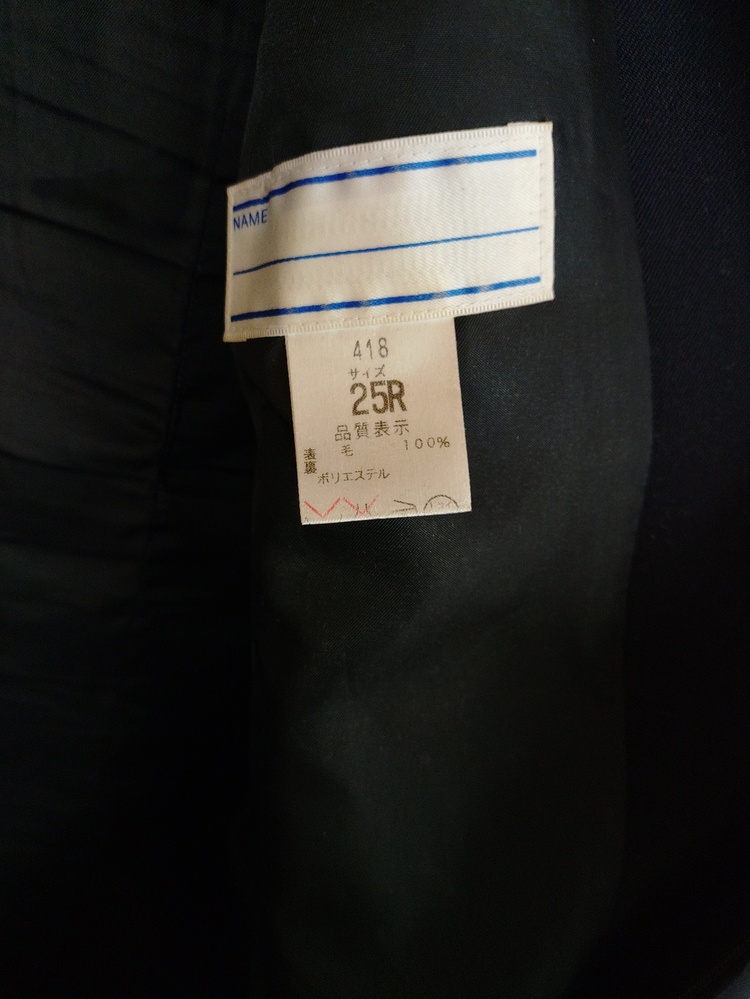 NAME
418
サイズ
25R
品質表示
表 毛 100%
裏 ポリエステル